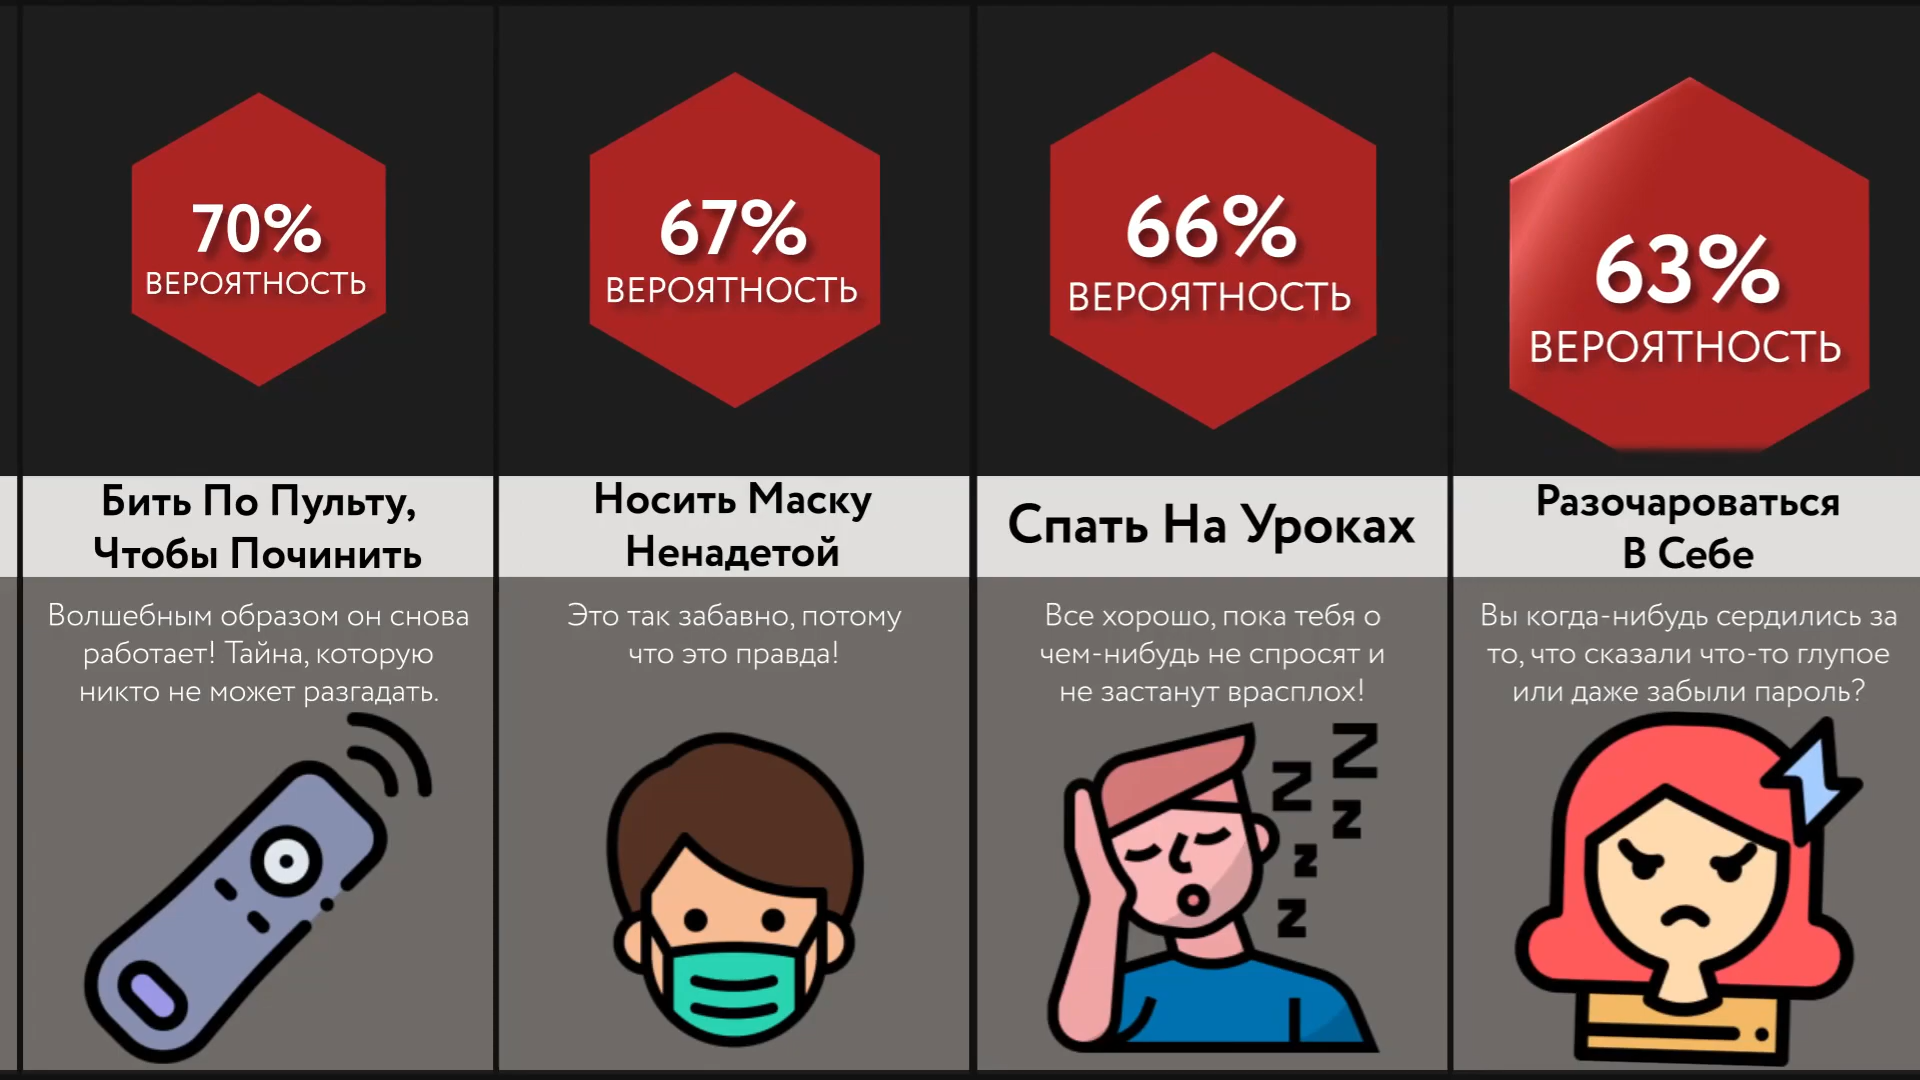 70%
ВЕРОЯТНОСТЬ
Бить По Пульту,
Чтобы Починить
Волшебным образом он снова
работает! Тайна, которую
никто не может разгадать.
67%
ВЕРОЯТНОСТЬ
Носить Маску
Ненадетой
Это так забавно, потому
что это правда!
66%
ВЕРОЯТНОСТЬ
Спать На Уроках
Все хорошо, пока тебя о
чем-нибудь не спросят и
не застанут врасплох!
Z
Z
Z
Z
Z
63%
ВЕРОЯТНОСТЬ
Разочароваться
В Себе
Вы когда-нибудь сердились за
то, что сказали что-то глупое
или даже забыли пароль?